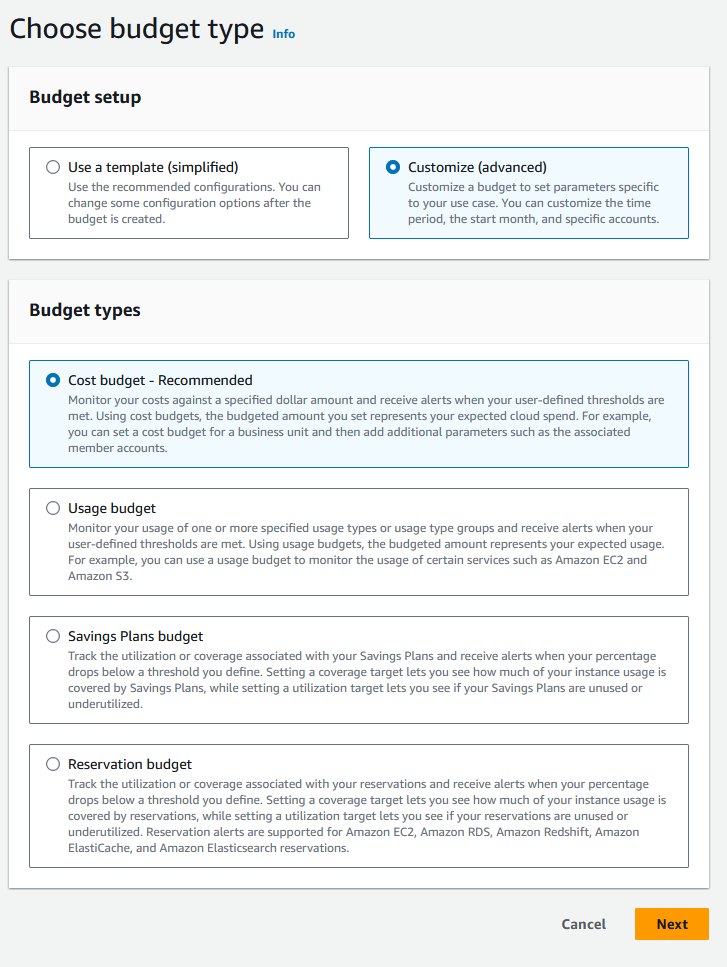 Choose budget type Info
Budget setup
Use a template (simplified)
Use the recommended configurations. You can
change some configuration options after the
budget is created.
Customize (advanced)
Customize a budget to set parameters specific
to your use case. You can customize the time
period, the start month, and specific accounts.
Budget types
Cost budget - Recommended
Monitor your costs against a specified dollar amount and receive alerts when your user-defined thresholds are
met. Using cost budgets, the budgeted amount you set represents your expected cloud spend. For example,
you can set a cost budget for a business unit and then add additional parameters such as the associated
member accounts.
Usage budget
Monitor your usage of one or more specified usage types or usage type groups and receive alerts when your
user-defined thresholds are met. Using usage budgets, the budgeted amount represents your expected usage.
For example, you can use a usage budget to monitor the usage of certain services such as Amazon EC2 and
Amazon S3.
Savings Plans budget
Track the utilization or coverage associated with your Savings Plans and receive alerts when your percentage
drops below a threshold you define. Setting a coverage target lets you see how much of your instance usage is
covered by Savings Plans, while setting a utilization target lets you see if your Savings Plans are unused or
underutilized.
Reservation budget
Track the utilization or coverage associated with your reservations and receive alerts when your percentage
drops below a threshold you define. Setting a coverage target lets you see how much of your instance usage is
covered by reservations, while setting a utilization target lets you see if your reservations are unused or
underutilized. Reservation alerts are supported for Amazon EC2, Amazon RDS, Amazon Redshift, Amazon
ElastiCache, and Amazon Elasticsearch reservations.
Cancel
Next